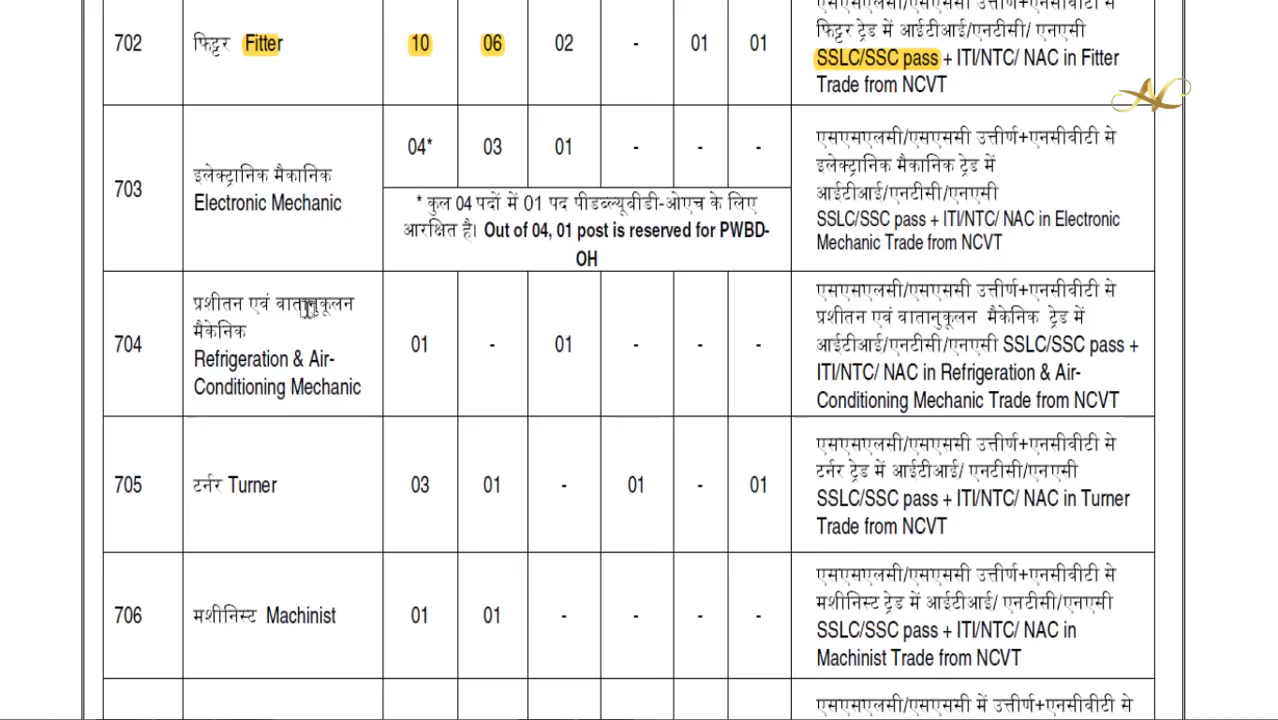 एसएसएलसी/एसएससी उत्तीर्ण+एनसीवीटी से
702 फिट्टर Fitter 10 06 02 - 01 01
फिट्टर ट्रेड में आईटीआई/एनटीसी/ एनएसी
SSLC/SSC pass + ITI/NTC/ NAC in Fitter
Trade from NCVT
703
इलेक्ट्रानिक मैकानिक
Electronic Mechanic
04* 03 01 - - -
* कुल 04 पदों में 01 पद पीडब्ल्यूवीडी-ओएच के लिए
आरक्षित है। Out of 04, 01 post is reserved for PWBD-
OH
एसएसएलसी/एसएससी उत्तीर्ण+एनसीवीटी से
इलेक्ट्रानिक मैकानिक ट्रेड में
आईटीआई/एनटीसी/एनएसी
SSLC/SSC pass + ITI/NTC/ NAC in Electronic
Mechanic Trade from NCVT
704
प्रशीतन एवं वातानुकूलन
मैकेनिक
Refrigeration & Air-
Conditioning Mechanic
01 - 01 - - -
एसएसएलसी/एसएससी उत्तीर्ण+एनसीवीटी से
प्रशीतन एवं वातानुकूलन मैकेनिक ट्रेड में
आईटीआई/एनटीसी/एनएसी SSLC/SSC pass +
ITI/NTC/ NAC in Refrigeration & Air-
Conditioning Mechanic Trade from NCVT
705 टर्नर Turner 03 01 - 01 - 01
एसएसएलसी/एसएससी उत्तीर्ण+एनसीवीटी से
टर्नर ट्रेड में आईटीआई/ एनटीसी/एनएसी
SSLC/SSC pass + ITI/NTC/ NAC in Turner
Trade from NCVT
706 मशीनिस्ट Machinist 01 01 - - - -
एसएसएलसी/एसएससी उत्तीर्ण+एनसीवीटी से
मशीनिस्ट ट्रेड में आईटीआई/ एनटीसी/एनएसी
SSLC/SSC pass + ITI/NTC/ NAC in
Machinist Trade from NCVT
एसएसएलसी/एसएससी में उत्तीर्ण+एनसीवीटी से